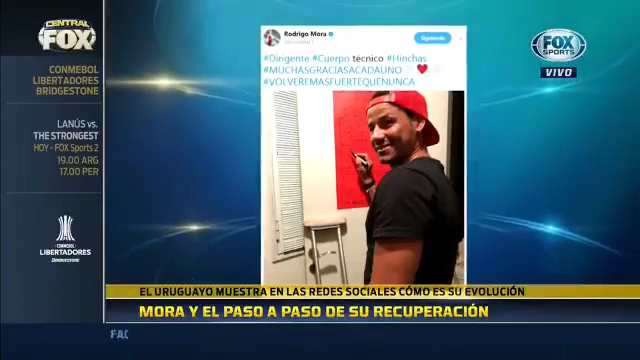 CENTRAL
FOX
CONMEBOL
LIBERTADORES
BRIDGESTONE
LANÚS vs.
THE STRONGEST
HOY - FOX Sports 2
19.00 ARG
17.00 PER
CONMEBOL
LIBERTADORES
BRIDGESTONE
Rodrigo Mora
Siguiendo
#Dirigente #Cuerpo técnico #Hinchas
#MUCHASGRACIASACADAUNO
#VOLVEREMASFUERTEQUENUNCA
FOX
SPORTS
VIVO
EL URUGUAYO MUESTRA EN LAS REDES SOCIALES CÓMO ES SU EVOLUCIÓN
MORA Y EL PASO A PASO DE SU RECUPERACIÓN